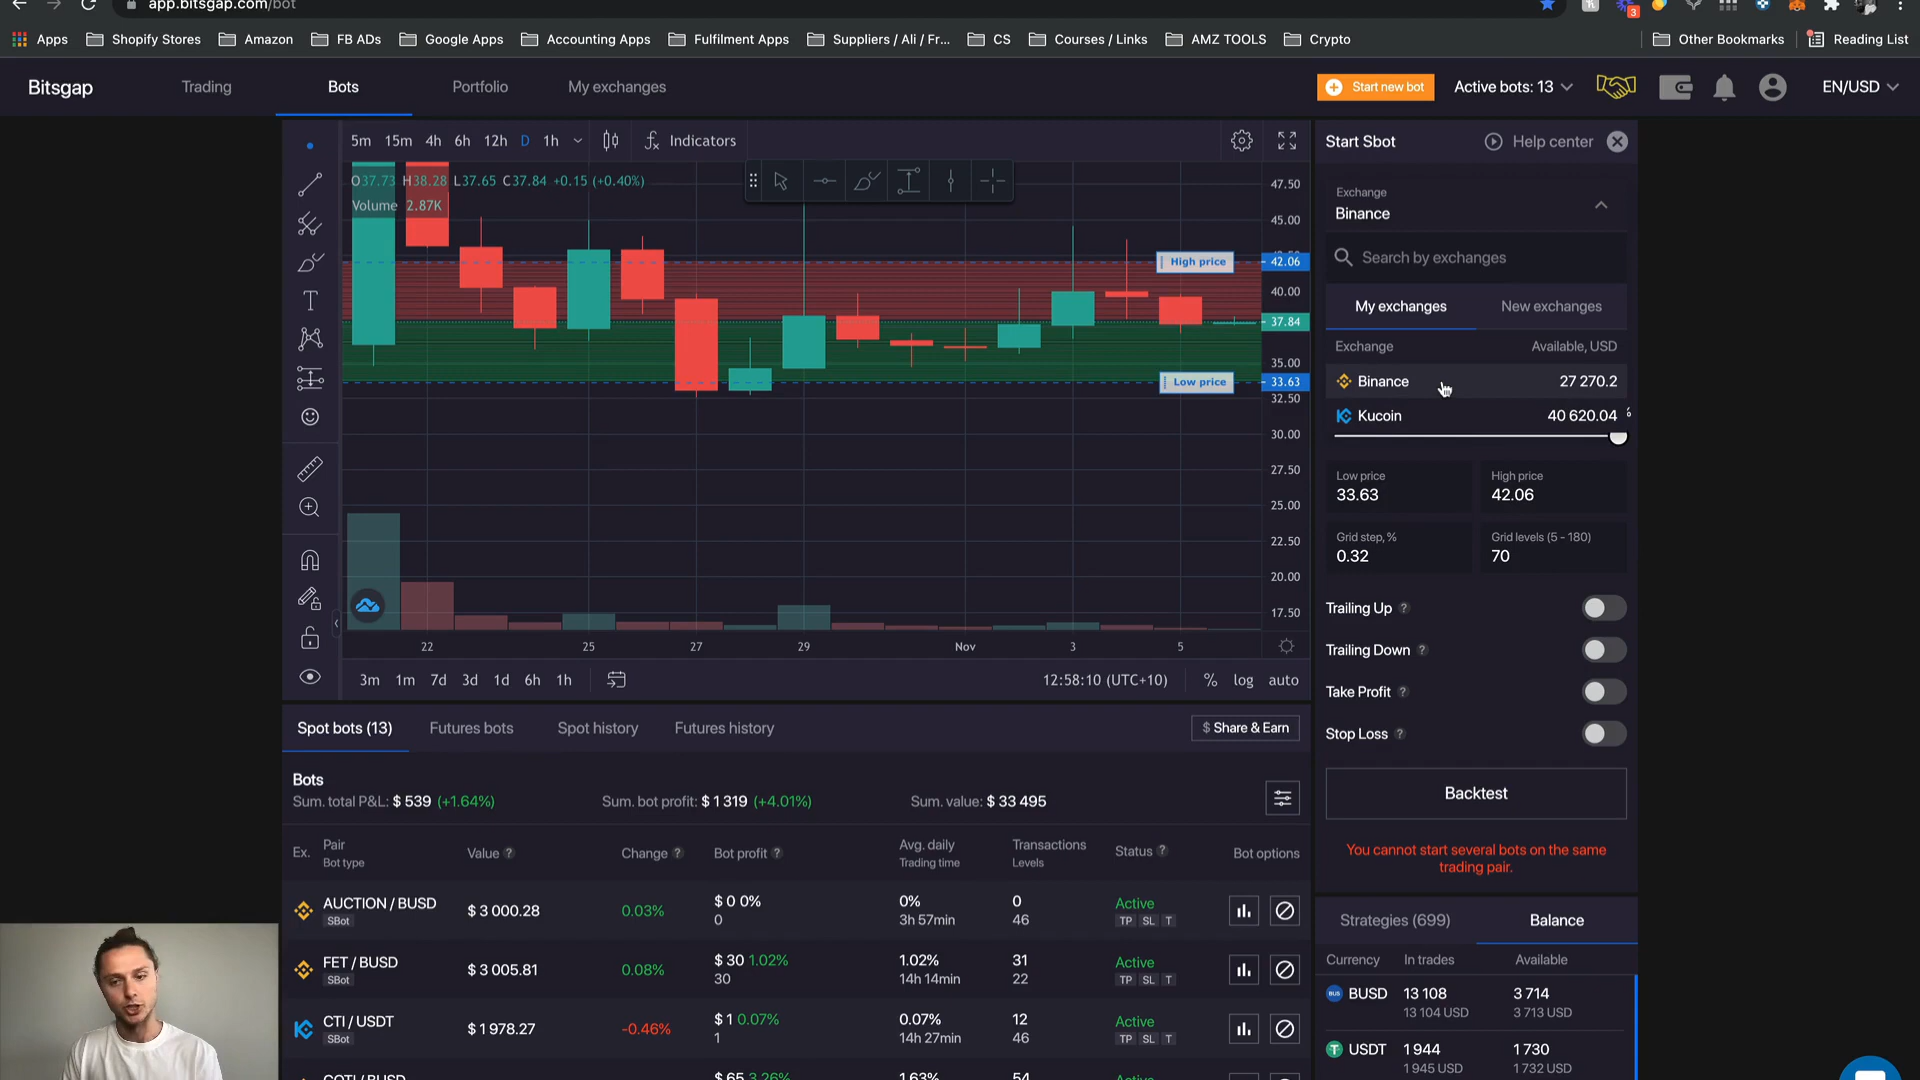 app.bitsgap.com/bot
3
Apps Shopify Stores Amazon FB ADs Google Apps Accounting Apps Fulfilment Apps Suppliers / Ali / Fr... CS Courses / Links AMZ TOOLS Crypto Other Bookmarks Reading List
Bitsgap Trading Bots Portfolio My exchanges Start new bot Active bots: 13 EN/USD
5m 15m 4h 6h 12h D 1h Indicators
O37.73 H38.28 L37.65 C37.84 +0.15 (+0.40%)
Volume 2.87K
High price
Low price
47.50
45.00
42.06
40.00
37.84
35.00
33.63
32.50
30.00
27.50
25.00
22.50
20.00
17.50
22 25 27 29 Nov 3 5
3m 1m 7d 3d 1d 6h 1h 12:58:10 (UTC+10) % log auto
Start Sbot Help center
Exchange
Binance
Search by exchanges
My exchanges New exchanges
Exchange Available, USD
Binance 27 270.2
Kucoin 40 620.04 %
Low price High price
33.63 42.06
Grid step, % Grid levels (5 - 180)
0.32 70
Trailing Up ?
Trailing Down ?
Take Profit ?
Stop Loss ?
Backtest
You cannot start several bots on the same
trading pair.
Strategies (699) Balance
Currency In trades Available
BUSD 13 108 3 714
13 104 USD 3 713 USD
USDT 1 944 1 730
1 945 USD 1 732 USD
Spot bots (13) Futures bots Spot history Futures history $ Share & Earn
Bots
Sum. total P&L: $ 539 (+1.64%) Sum. bot profit: $ 1 319 (+4.01%) Sum. value: $ 33 495
Ex. Pair Value ? Change ? Bot profit ? Avg. daily Transactions Status ? Bot options
Bot type Trading time Levels
AUCTION / BUSD $ 3 000.28 0.03% $ 0 0% 0% 0 Active
SBot 0 3h 57min 46 TP SL T
FET / BUSD $ 3 005.81 0.08% $ 30 1.02% 1.02% 31 Active
SBot 30 14h 14min 22 TP SL T
CTI / USDT $ 1 978.27 -0.46% $ 1 0.07% 0.07% 12 Active
SBot 1 14h 27min 46 TP SL T
COTI / BUSD $ 65 3.26% 1.63% 54 Active